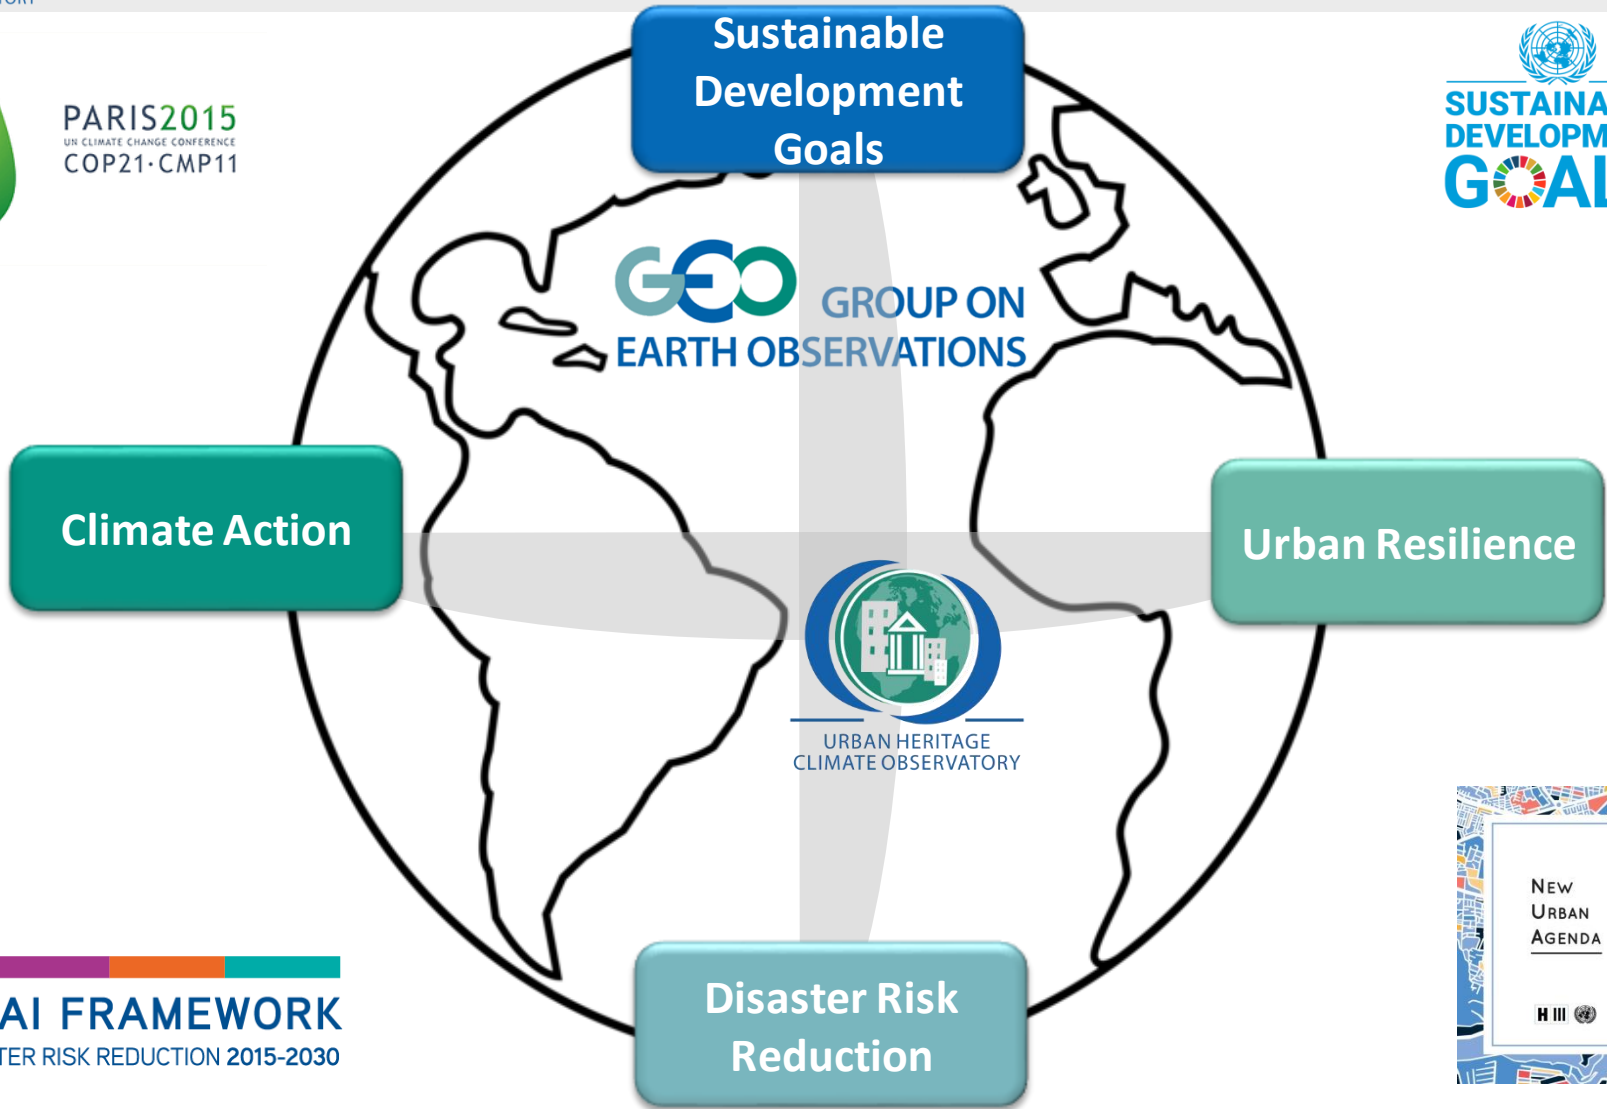 Sustainable
Development
Goals
PARIS2015
UN CLIMATE CHANGE CONFERENCE
COP21·CMP11
SUSTAINA
DEVELOPM
GOAL
GEO GROUP ON
EARTH OBSERVATIONS
Climate Action
Urban Resilience
URBAN HERITAGE
CLIMATE OBSERVATORY
NEW
URBAN
AGENDA
H III
AI FRAMEWORK
TER RISK REDUCTION 2015-2030
Disaster Risk
Reduction